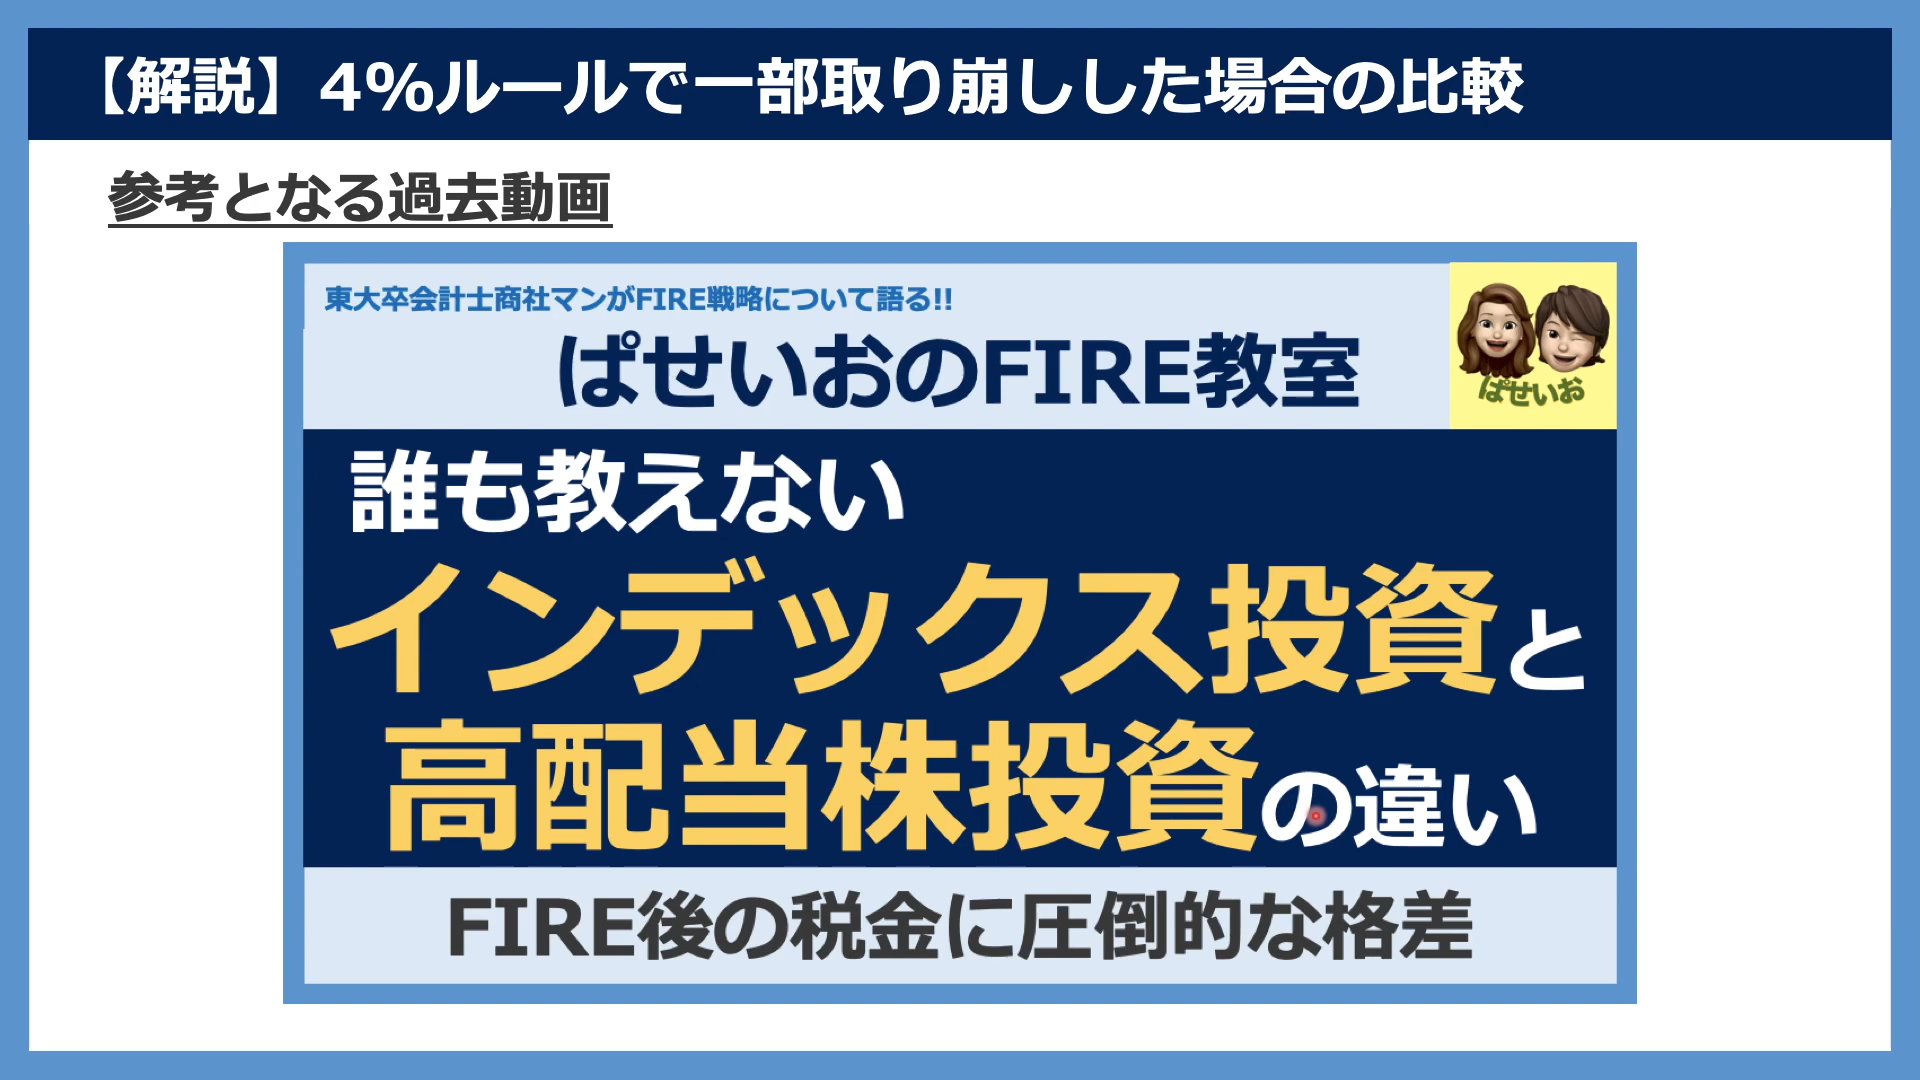 【解説】4%ルールで一部取り崩しした場合の比較
参考となる過去動画
東大卒会計士商社マンがFIRE戦略について語る!!
ぱせいおのFIRE教室
ぱせいお
誰も教えない
インデックス投資と
高配当株投資の違い
FIRE後の税金に圧倒的な格差